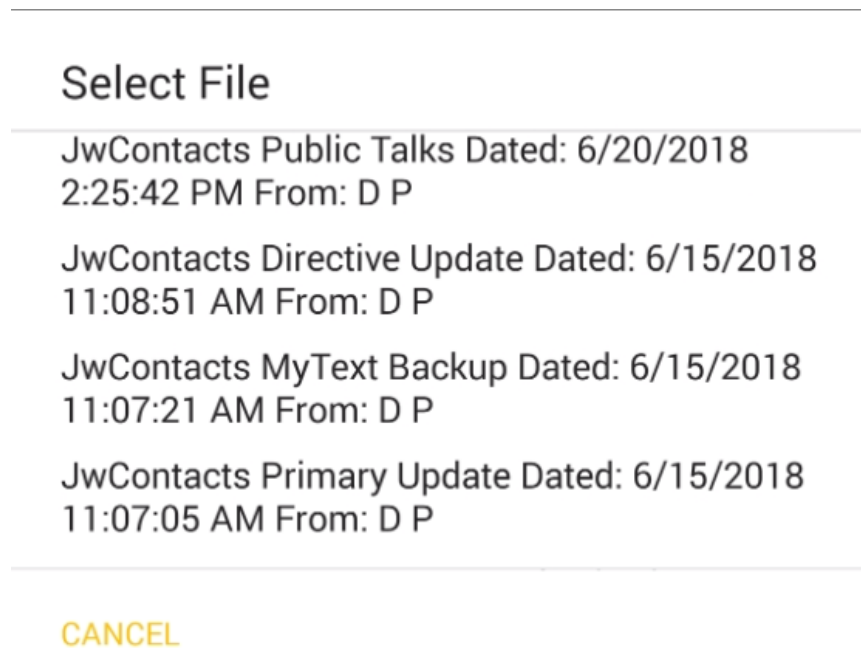 Select File
JwContacts Public Talks Dated: 6/20/2018
2:25:42 PM From: D P
JwContacts Directive Update Dated: 6/15/2018
11:08:51 AM From: D P
JwContacts MyText Backup Dated: 6/15/2018
11:07:21 AM From: D P
JwContacts Primary Update Dated: 6/15/2018
11:07:05 AM From: D P
CANCEL